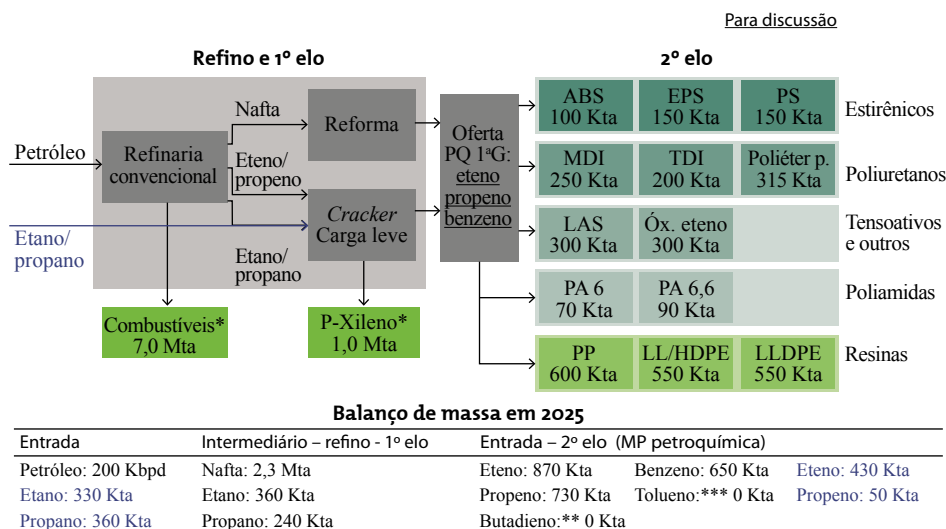 Para discussão
Refino e 1º elo
2º elo
Petróleo
Refinaria
convencional
Nafta
Reforma
Eteno/
propeno
Etano/
propano
Etano/
propano
Cracker
Carga leve
Oferta
PQ 1ªG:
eteno
propeno
benzeno
Combustíveis*
7,0 Mta
P-Xileno*
1,0 Mta
ABS
100 Kta
EPS
150 Kta
PS
150 Kta
Estirênicos
MDI
250 Kta
TDI
200 Kta
Poliéter p.
315 Kta
Poliuretanos
LAS
300 Kta
Óx. eteno
300 Kta
Tensoativos
e outros
PA 6
70 Kta
PA 6,6
90 Kta
Poliamidas
PP
600 Kta
LL/HDPE
550 Kta
LLDPE
550 Kta
Resinas
Balanço de massa em 2025
Entrada Intermediário – refino - 1º elo Entrada – 2º elo (MP petroquímica)
Petróleo: 200 Kbpd Nafta: 2,3 Mta Eteno: 870 Kta Benzeno: 650 Kta Eteno: 430 Kta
Etano: 330 Kta Etano: 360 Kta Propeno: 730 Kta Tolueno:*** 0 Kta Propeno: 50 Kta
Propano: 360 Kta Propano: 240 Kta Butadieno:** 0 Kta